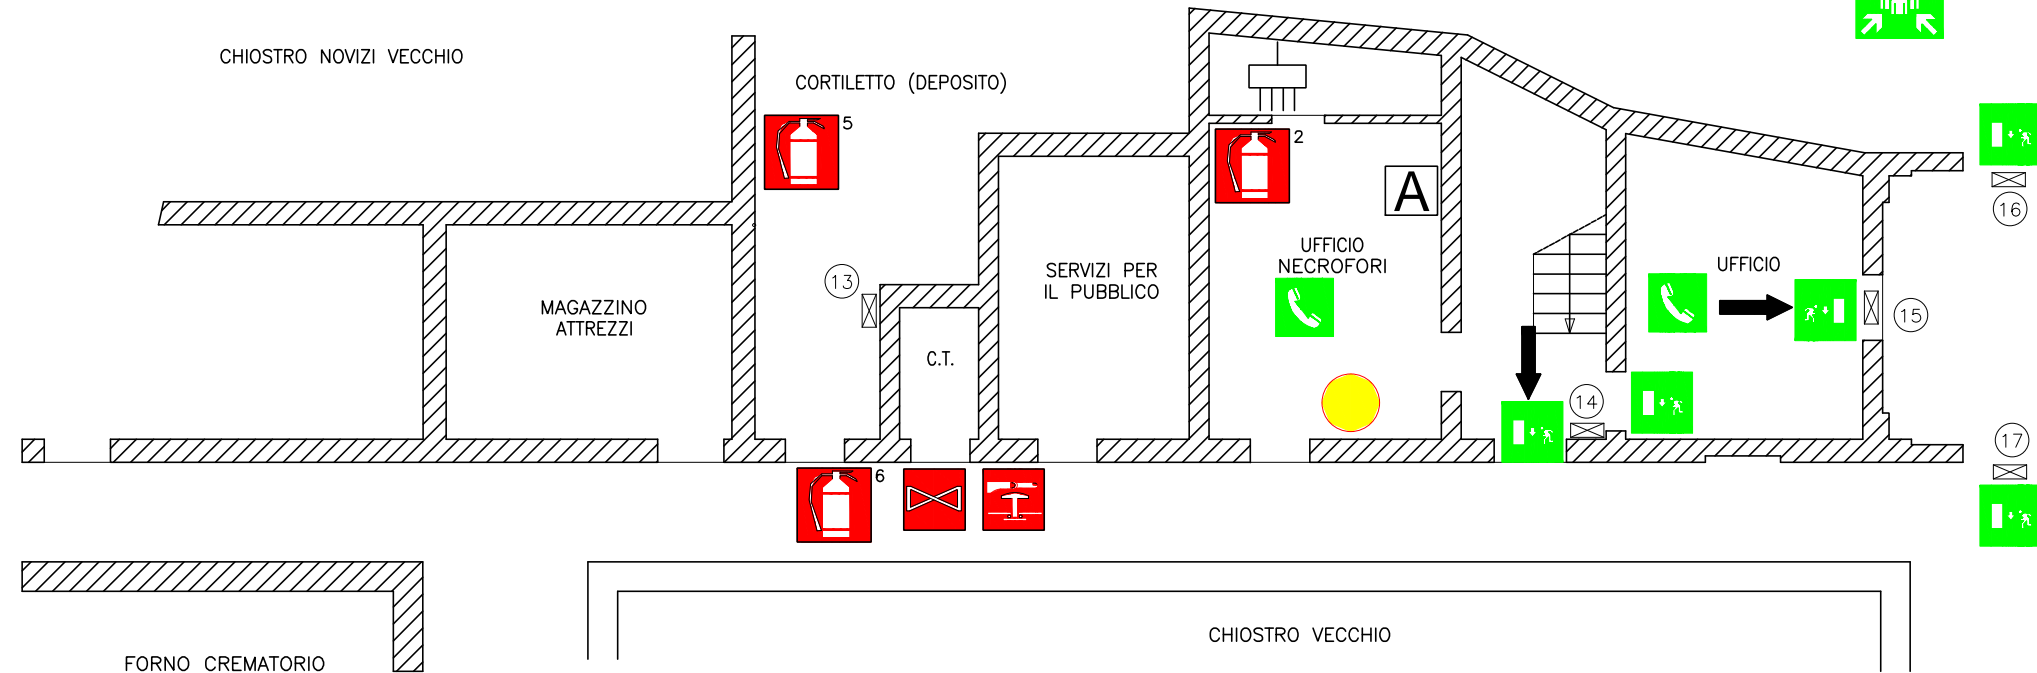 CHIOSTRO NOVIZI VECCHIO
CORTILETTO (DEPOSITO)
5
2
A
16
UFFICIO
NECROFORI
SERVIZI PER
IL PUBBLICO
UFFICIO
13
MAGAZZINO
ATTREZZI
15
C.T.
14
17
6
CHIOSTRO VECCHIO
FORNO CREMATORIO